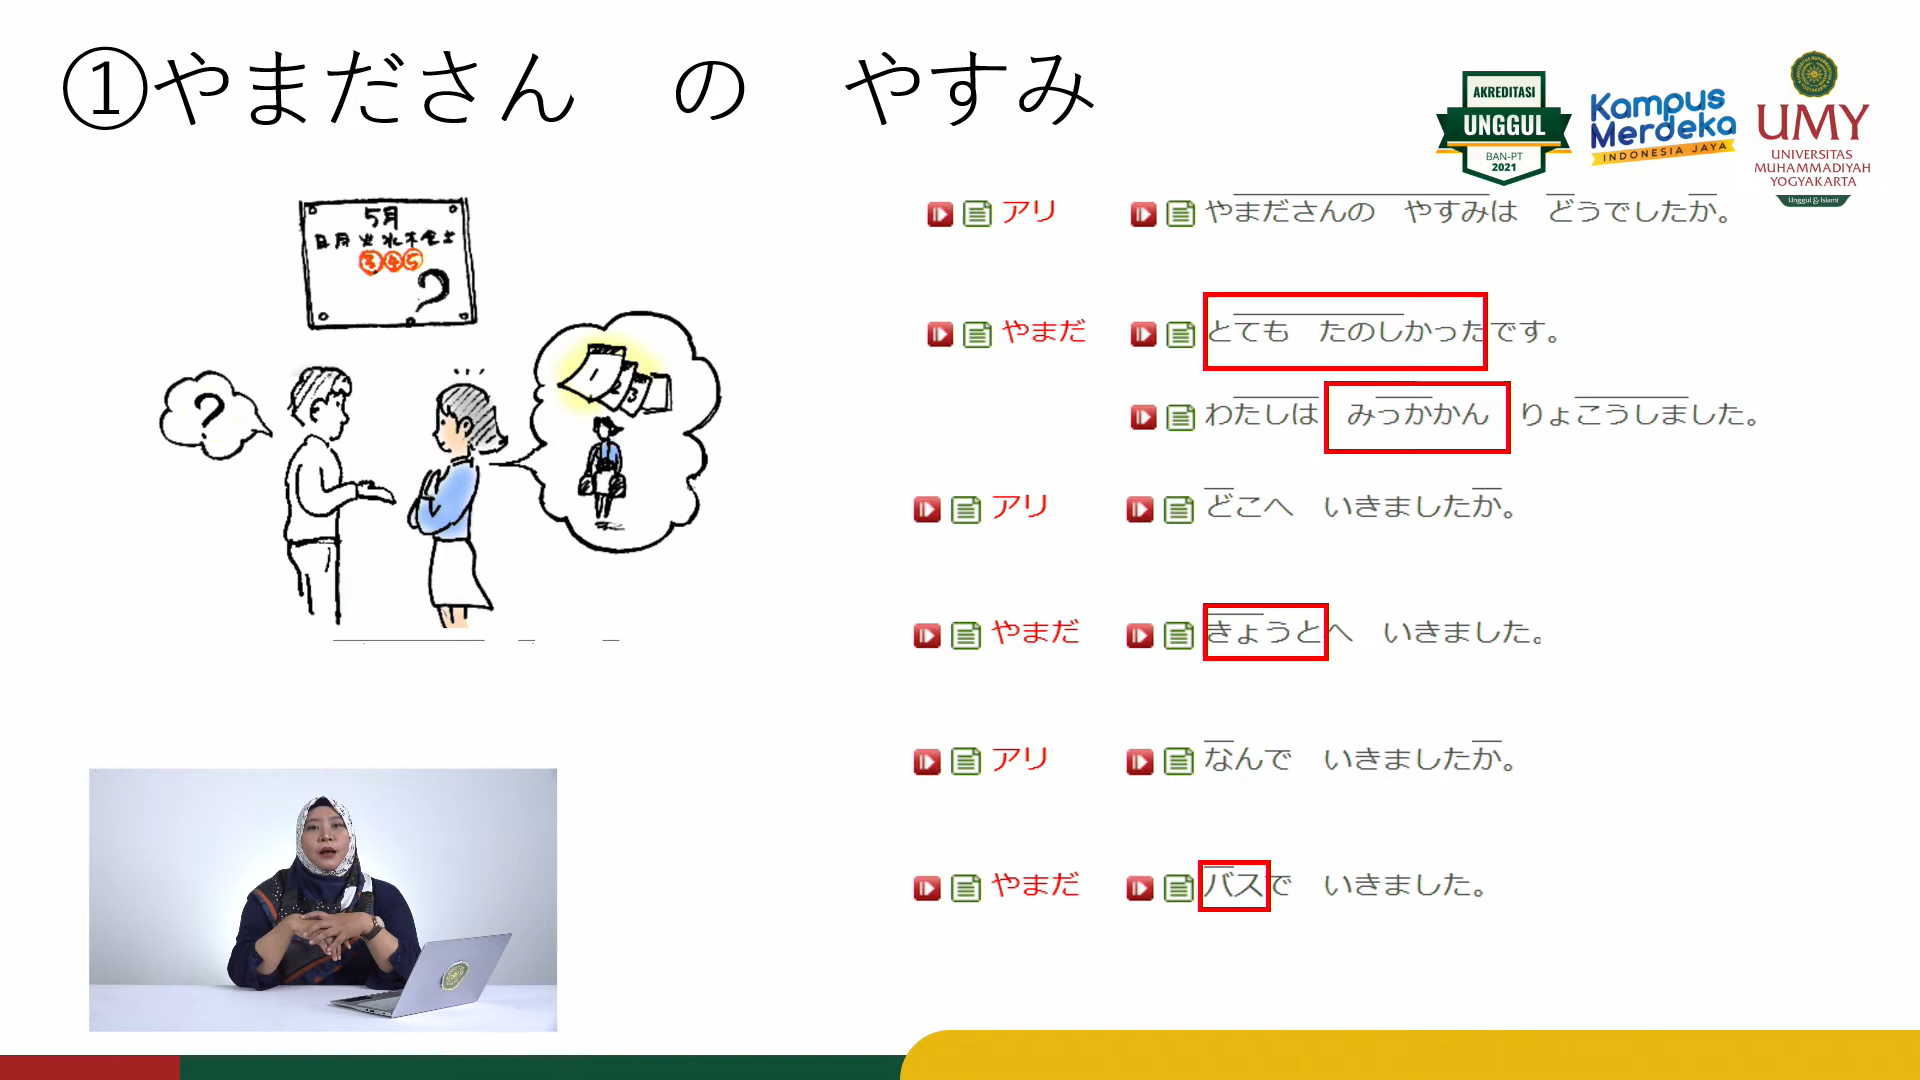 ①やまださん　の　やすみ
AKREDITASI
UNGGUL
BAN-PT
2021
Kampus
Merdeka
INDONESIA JAYA
UMY
UNIVERSITAS
MUHAMMADIYAH
YOGYAKARTA
Unggul & Islami
5月
日月火水木金土
③④⑤
?
?
1
2
3
アリ　やまださんの　やすみは　どうでしたか。
やまだ　とても　たのしかったです。
わたしは　みっかかん　りょこうしました。
アリ　どこへ　いきましたか。
やまだ　きょうとへ　いきました。
アリ　なんで　いきましたか。
やまだ　バスで　いきました。